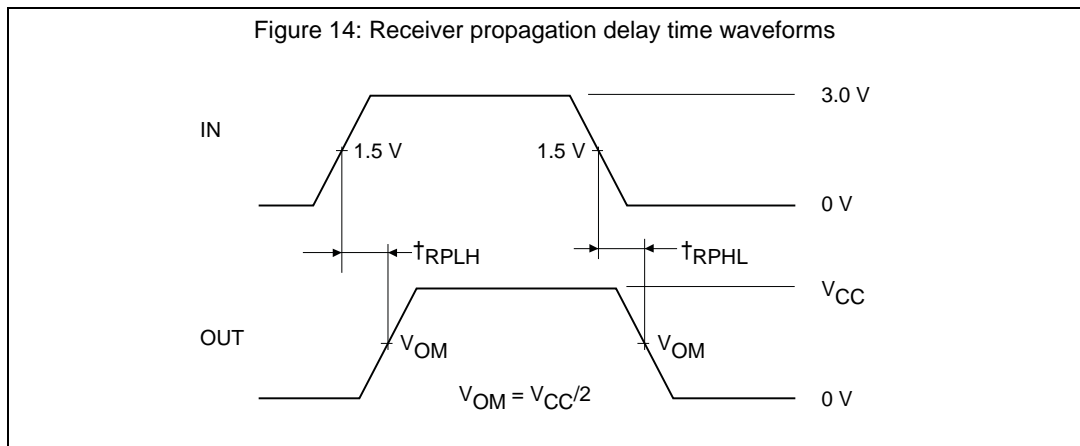 Figure 14: Receiver propagation delay time waveforms
3.0 V
IN
1.5 V
1.5 V
0 V
tRPLH
tRPHL
VCC
OUT
VOM
VOM
VOM = VCC/2
0 V